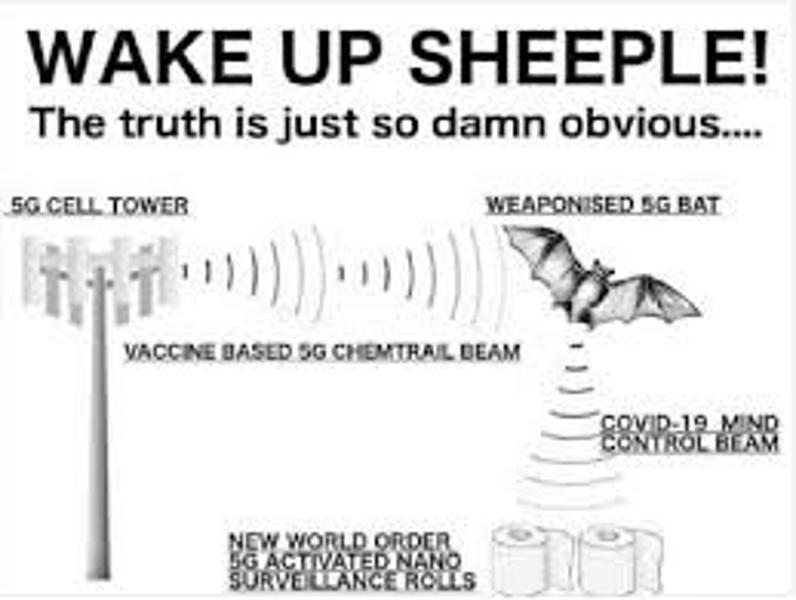 WAKE UP SHEEPLE!
The truth is just so damn obvious....
5G CELL TOWER
WEAPONISED 5G BAT
VACCINE BASED 5G CHEMTRAIL BEAM
COVID-19 MIND
CONTROL BEAM
NEW WORLD ORDER
5G ACTIVATED NANO
SURVEILLANCE ROLLS